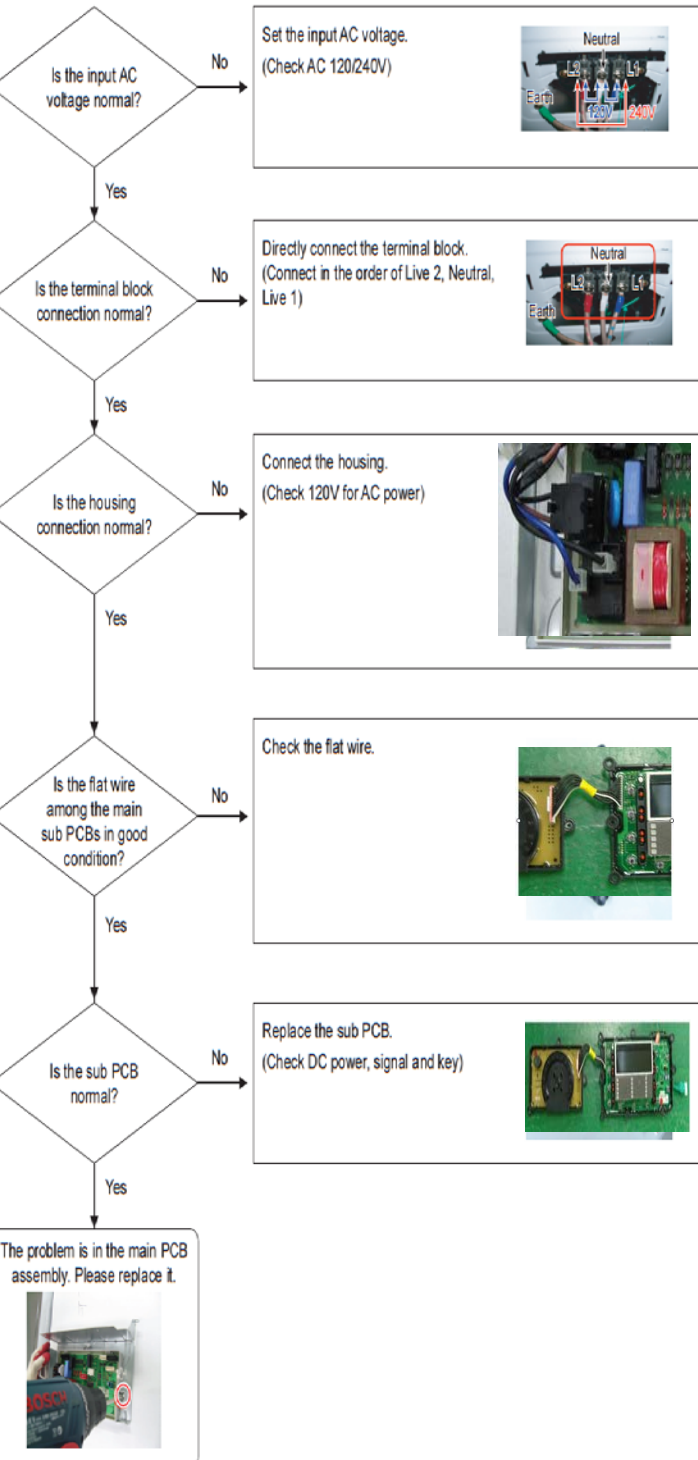 Is the input AC
voltage normal?
No
Set the input AC voltage.
(Check AC 120/240V)
Neutral
L2
L1
Earth
120V
240V
Yes
Is the terminal block
connection normal?
No
Directly connect the terminal block.
(Connect in the order of Live 2, Neutral,
Live 1)
Neutral
L2
L1
Earth
Yes
Is the housing
connection normal?
No
Connect the housing.
(Check 120V for AC power)
Yes
Is the flat wire
among the main
sub PCBs in good
condition?
No
Check the flat wire.
Yes
Is the sub PCB
normal?
No
Replace the sub PCB.
(Check DC power, signal and key)
Yes
The problem is in the main PCB
assembly. Please replace it.
BOSCH